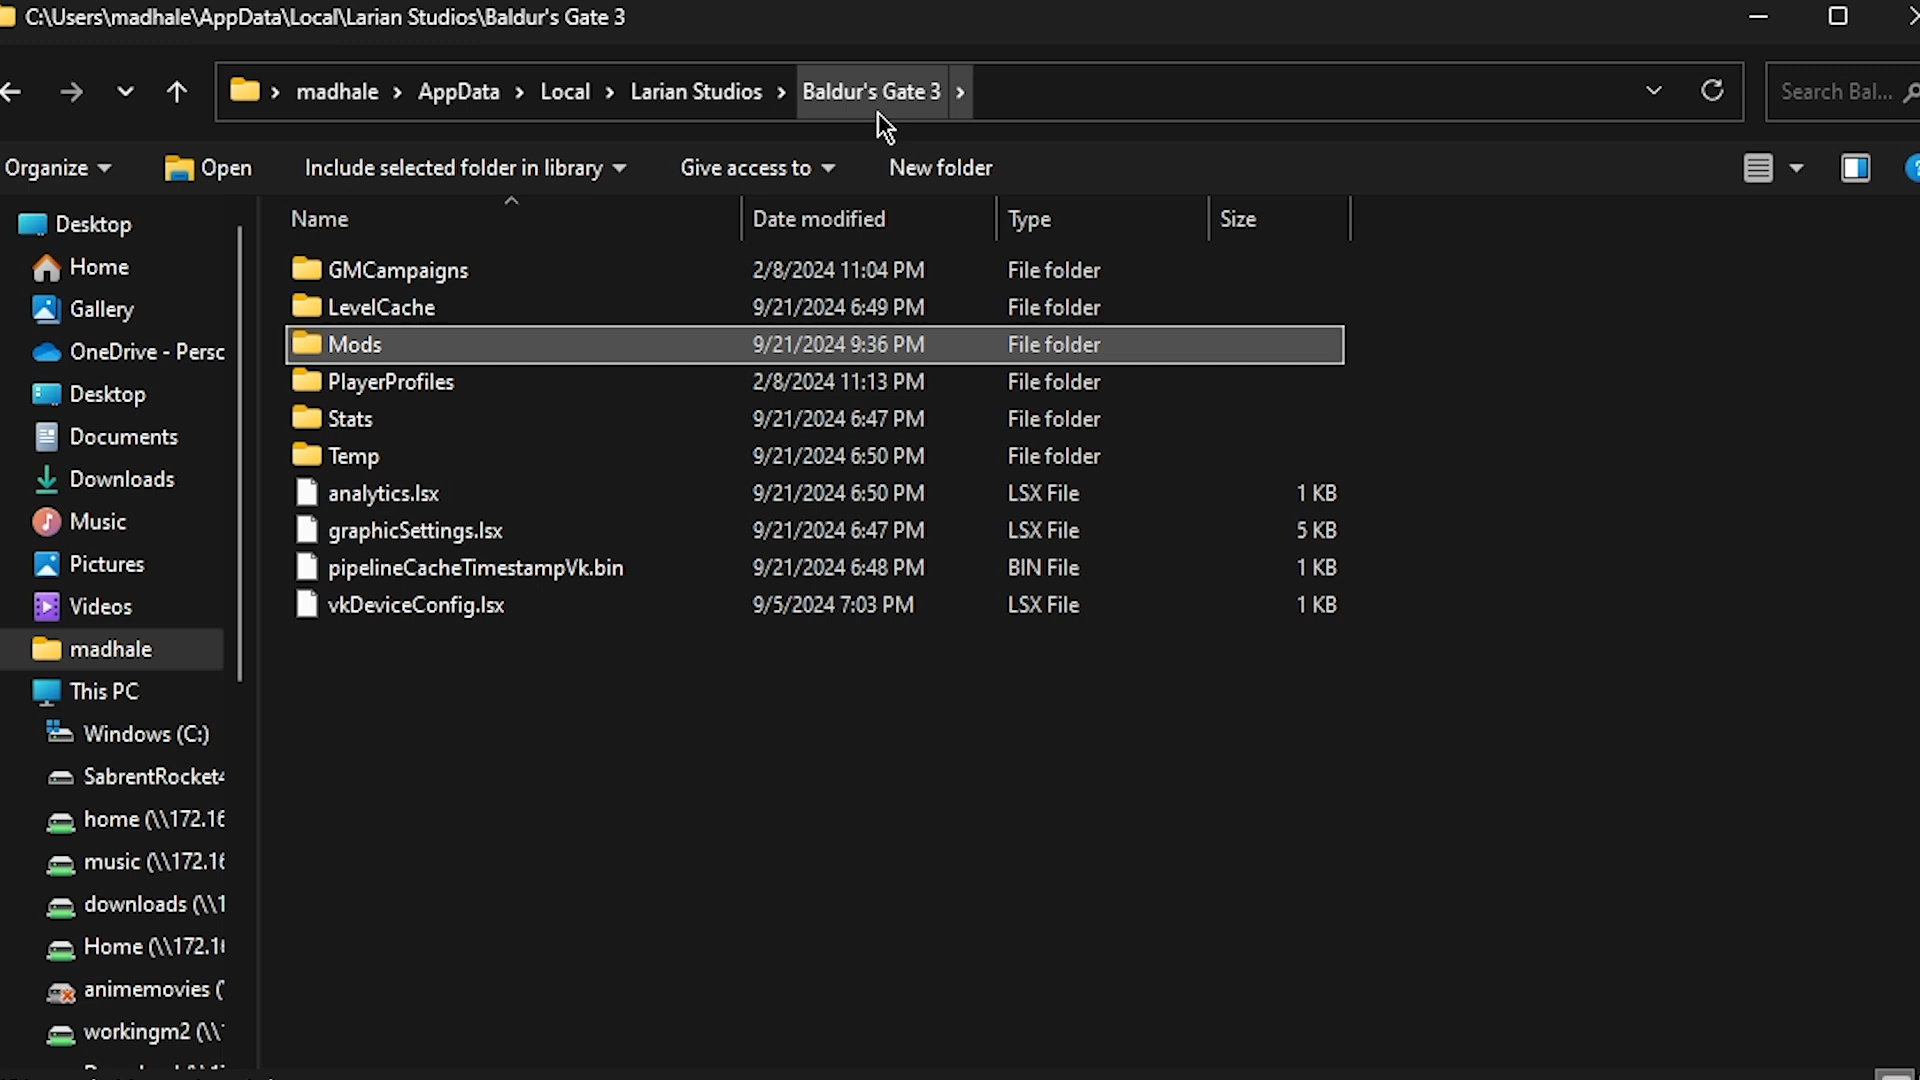 C:\Users\madhale\AppData\Local\Larian Studios\Baldur's Gate 3
madhale > AppData > Local > Larian Studios > Baldur's Gate 3 >
Search Bal...
Organize Open Include selected folder in library Give access to New folder
Name Date modified Type Size
GMCampaigns 2/8/2024 11:04 PM File folder
LevelCache 9/21/2024 6:49 PM File folder
Mods 9/21/2024 9:36 PM File folder
PlayerProfiles 2/8/2024 11:13 PM File folder
Stats 9/21/2024 6:47 PM File folder
Temp 9/21/2024 6:50 PM File folder
analytics.lsx 9/21/2024 6:50 PM LSX File 1 KB
graphicSettings.lsx 9/21/2024 6:47 PM LSX File 5 KB
pipelineCacheTimestampVk.bin 9/21/2024 6:48 PM BIN File 1 KB
vkDeviceConfig.lsx 9/5/2024 7:03 PM LSX File 1 KB
Desktop
Home
Gallery
OneDrive - Persc
Desktop
Documents
Downloads
Music
Pictures
Videos
madhale
This PC
Windows (C:)
SabrentRocket
home (\\172.16
music (\\172.16
downloads (\\1
Home (\\172.1
animemovies (
workingm2 (\\